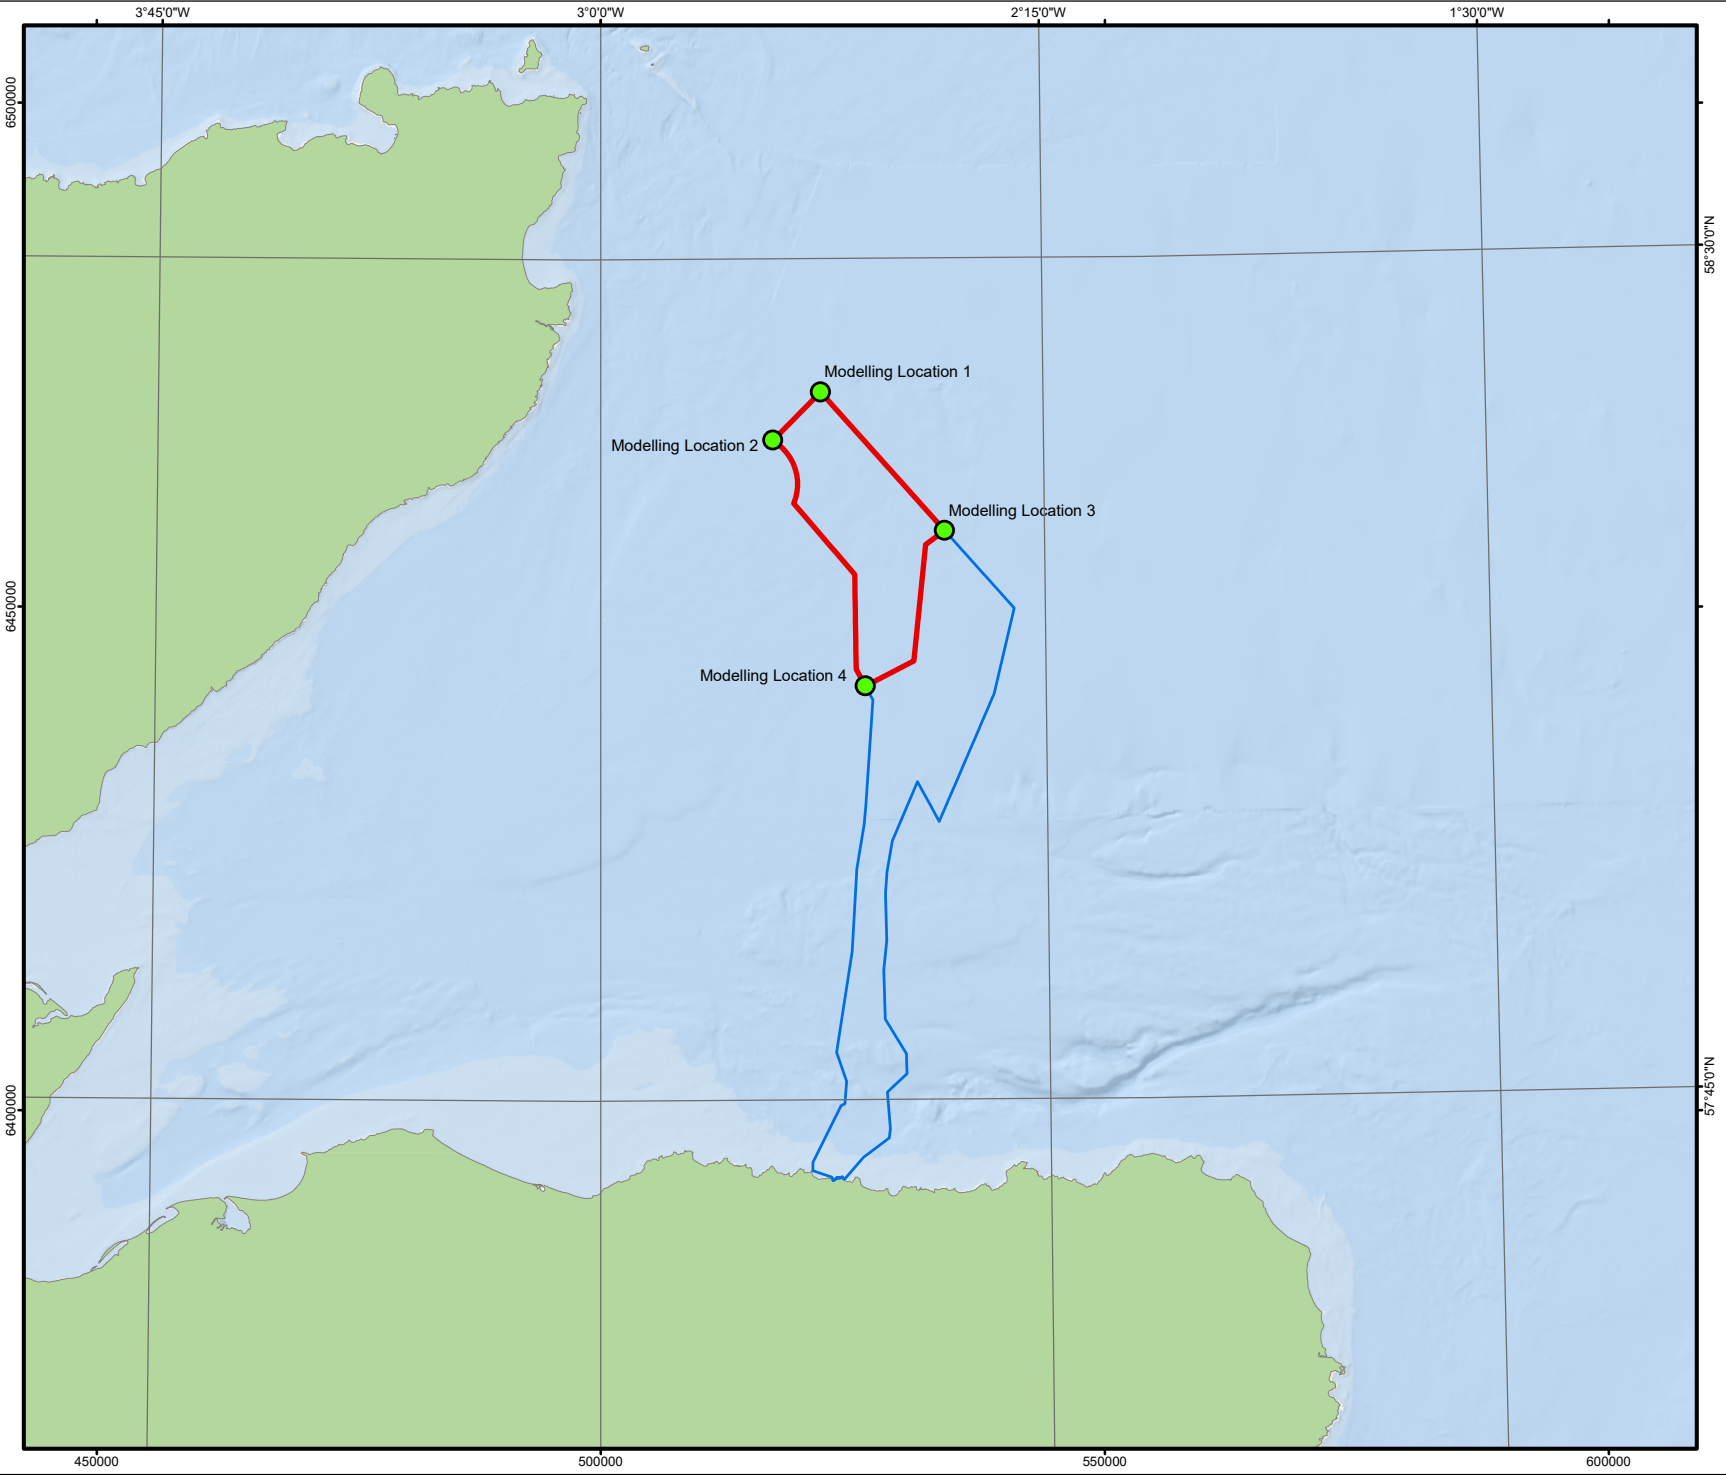 3°45'0"W
3°0'0"W
2°15'0"W
1°30'0"W
6500000
58°30'0"N
Modelling Location 1
Modelling Location 2
Modelling Location 3
6450000
Modelling Location 4
6400000
57°45'0"N
450000
500000
550000
600000